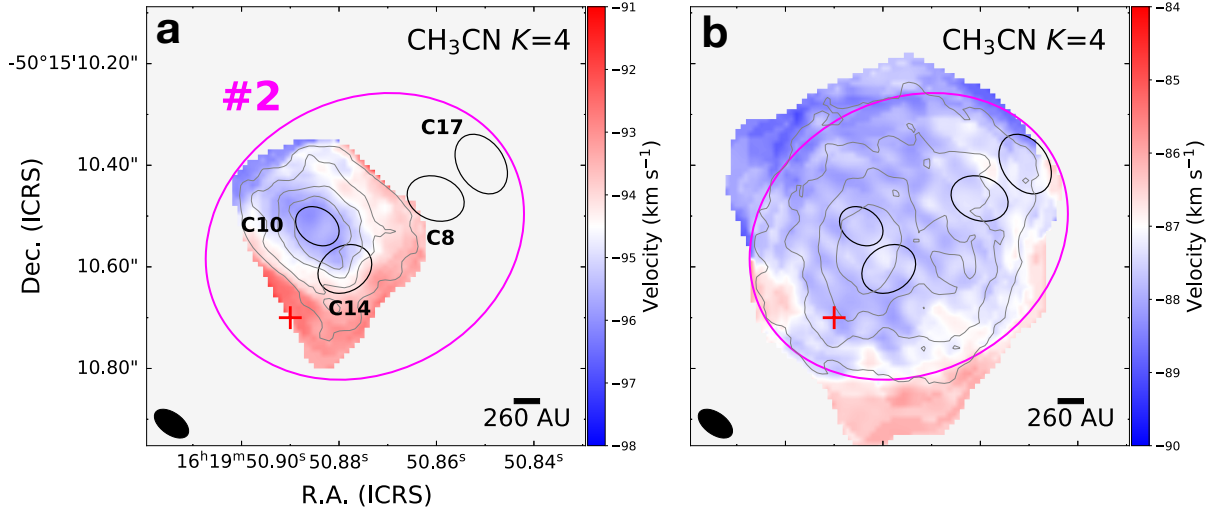 a
CH₃CN K=4
#2
C17
C10
C8
C14
260 AU
-50°15'10.20"
10.40"
10.60"
10.80"
Dec. (ICRS)
16ʰ19ᵐ50.90ˢ 50.88ˢ 50.86ˢ 50.84ˢ
R.A. (ICRS)
−91
−92
−93
−94
−95
−96
−97
−98
Velocity (km s⁻¹)
b
CH₃CN K=4
260 AU
−84
−85
−86
−87
−88
−89
−90
Velocity (km s⁻¹)